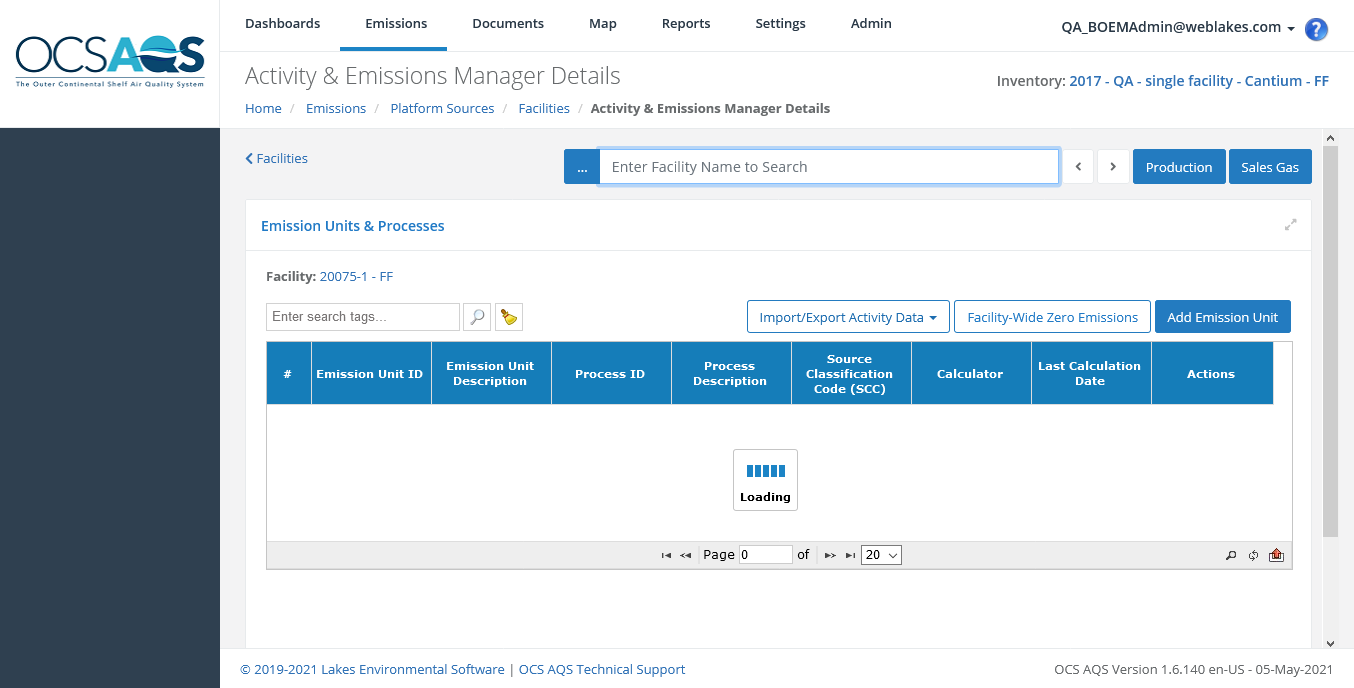 OCSAQS
The Outer Continental Shelf Air Quality System
Dashboards Emissions Documents Map Reports Settings Admin
QA_BOEMAdmin@weblakes.com ?
Activity & Emissions Manager Details
Inventory: 2017 - QA - single facility - Cantium - FF
Home / Emissions / Platform Sources / Facilities / Activity & Emissions Manager Details
Facilities
... Enter Facility Name to Search Production Sales Gas
Emission Units & Processes
Facility: 20075-1 - FF
Enter search tags... Import/Export Activity Data Facility-Wide Zero Emissions Add Emission Unit
#
Emission Unit ID
Emission Unit
Description
Process ID
Process
Description
Source
Classification
Code (SCC)
Calculator
Last Calculation
Date
Actions
Loading
Page 0 of 20
© 2019-2021 Lakes Environmental Software | OCS AQS Technical Support
OCS AQS Version 1.6.140 en-US - 05-May-2021